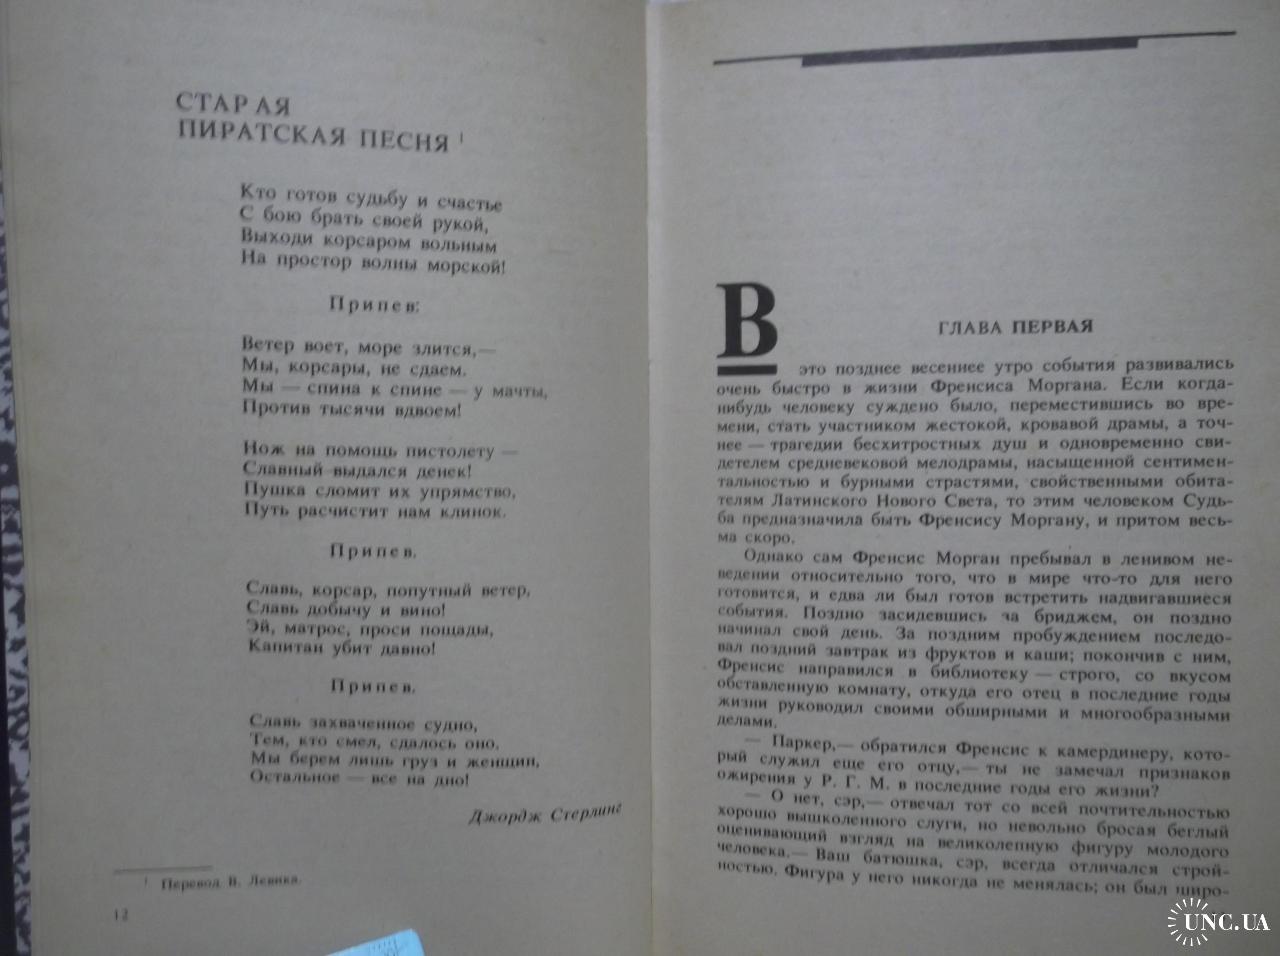 СТАРАЯ
ПИРАТСКАЯ ПЕСНЯ 1
Кто готов судьбу и счастье
С бою брать своей рукой,
Выходи корсаром вольным
На простор волны морской!
Припев:
Ветер воет, море злится,—
Мы, корсары, не сдаем.
Мы — спина к спине — у мачты,
Против тысячи вдвоем!
Нож на помощь пистолету —
Славный выдался денек!
Пушка сломит их упрямство,
Путь расчистит нам клинок.
Припев.
Славь, корсар, попутный ветер,
Славь добычу и вино!
Эй, матрос, проси пощады,
Капитан убит давно!
Припев.
Славь захваченное судно,
Тем, кто смел, сдалось оно.
Мы берем лишь груз и женщин,
Остальное — все на дно!
Джордж Стерлинг
1 Перевод В. Левика.
12
ГЛАВА ПЕРВАЯ
В это позднее весеннее утро события развивались
очень быстро в жизни Френсиса Моргана. Если когда-
нибудь человеку суждено было, переместившись во вре-
мени, стать участником жестокой, кровавой драмы, а точ-
нее — трагедии бесхитростных душ и одновременно сви-
детелем средневековой мелодрамы, насыщенной сентимен-
тальностью и бурными страстями, свойственными обита-
телям Латинского Нового Света, то этим человеком Судь-
ба предназначила быть Френсису Моргану, и притом весь-
ма скоро.
Однако сам Френсис Морган пребывал в ленивом не-
ведении относительно того, что в мире что-то для него
готовится, и едва ли был готов встретить надвигавшиеся
события. Поздно засидевшись за бриджем, он поздно
начинал свой день. За поздним пробуждением последо-
вал поздний завтрак из фруктов и каши; покончив с ним,
Френсис направился в библиотеку — строго, со вкусом
обставленную комнату, откуда его отец в последние годы
жизни руководил своими обширными и многообразными
делами.
— Паркер,— обратился Френсис к камердинеру, кото-
рый служил еще его отцу,— ты не замечал признаков
ожирения у Р. Г. М. в последние годы его жизни?
— О нет, сэр,— отвечал тот со всей почтительностью
хорошо вышколенного слуги, но невольно бросая беглый
оценивающий взгляд на великолепную фигуру молодого
человека.— Ваш батюшка, сэр, всегда отличался строй-
ностью. Фигура у него никогда не менялась; он был широ-
UNC.UA